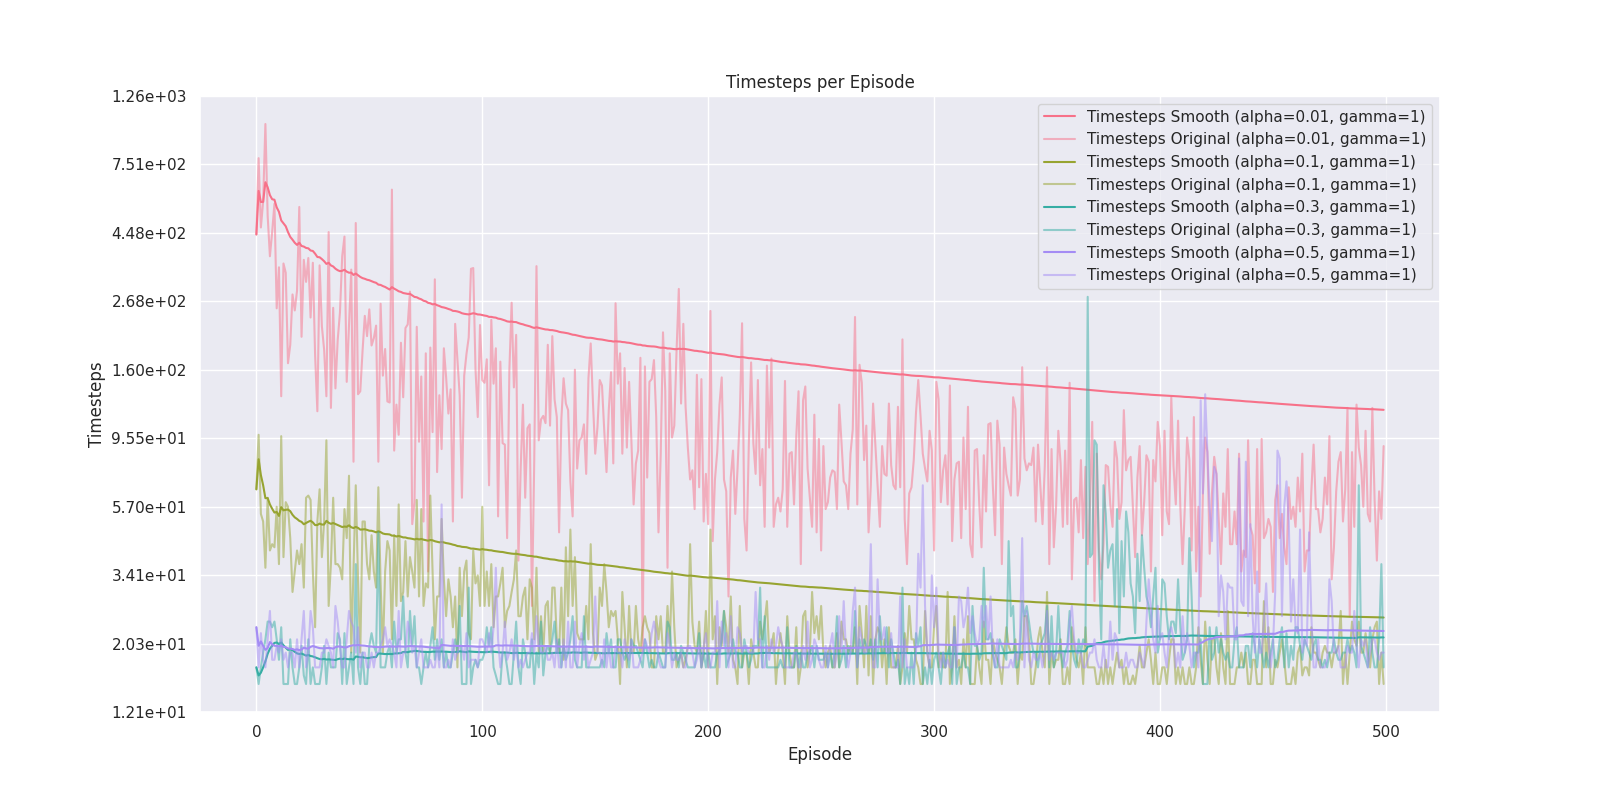 Timesteps per Episode
1.26e+03
7.51e+02
4.48e+02
2.68e+02
1.60e+02
9.55e+01
5.70e+01
3.41e+01
2.03e+01
1.21e+01
Timesteps
Timesteps Smooth (alpha=0.01, gamma=1)
Timesteps Original (alpha=0.01, gamma=1)
Timesteps Smooth (alpha=0.1, gamma=1)
Timesteps Original (alpha=0.1, gamma=1)
Timesteps Smooth (alpha=0.3, gamma=1)
Timesteps Original (alpha=0.3, gamma=1)
Timesteps Smooth (alpha=0.5, gamma=1)
Timesteps Original (alpha=0.5, gamma=1)
0 100 200 300 400 500
Episode